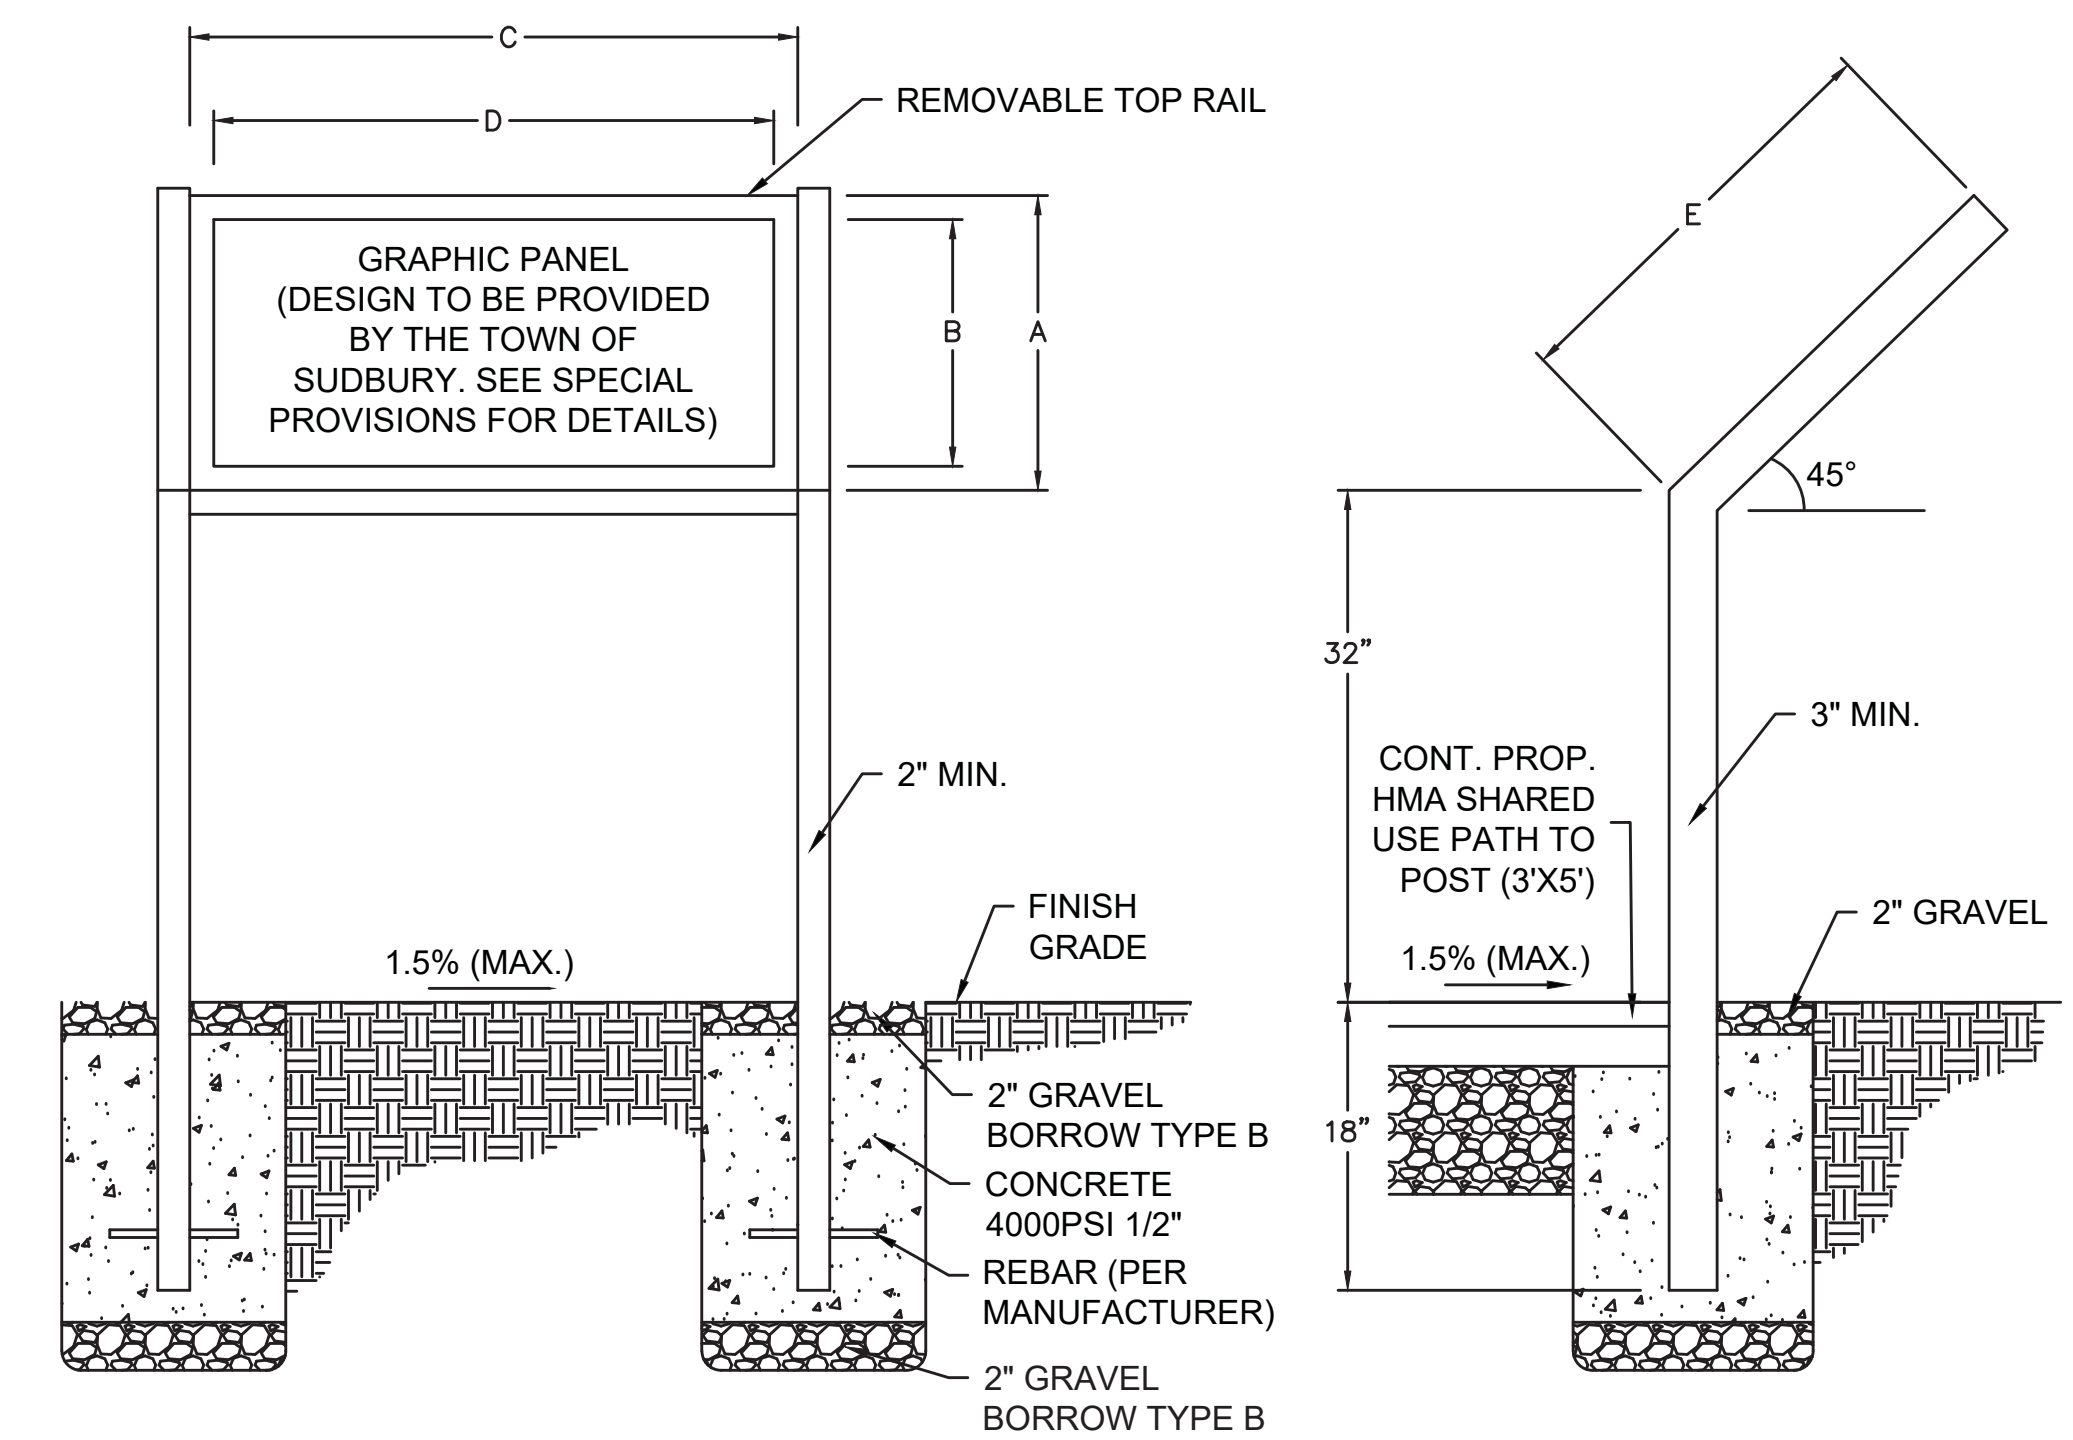 C
D
REMOVABLE TOP RAIL
GRAPHIC PANEL
(DESIGN TO BE PROVIDED
BY THE TOWN OF
SUDBURY. SEE SPECIAL
PROVISIONS FOR DETAILS)
B
A
2" MIN.
FINISH
GRADE
1.5% (MAX.)
2" GRAVEL
BORROW TYPE B
CONCRETE
4000PSI 1/2"
REBAR (PER
MANUFACTURER)
2" GRAVEL
BORROW TYPE B
E
45°
32”
3" MIN.
CONT. PROP.
HMA SHARED
USE PATH TO
POST (3'X5')
2" GRAVEL
1.5% (MAX.)
18”